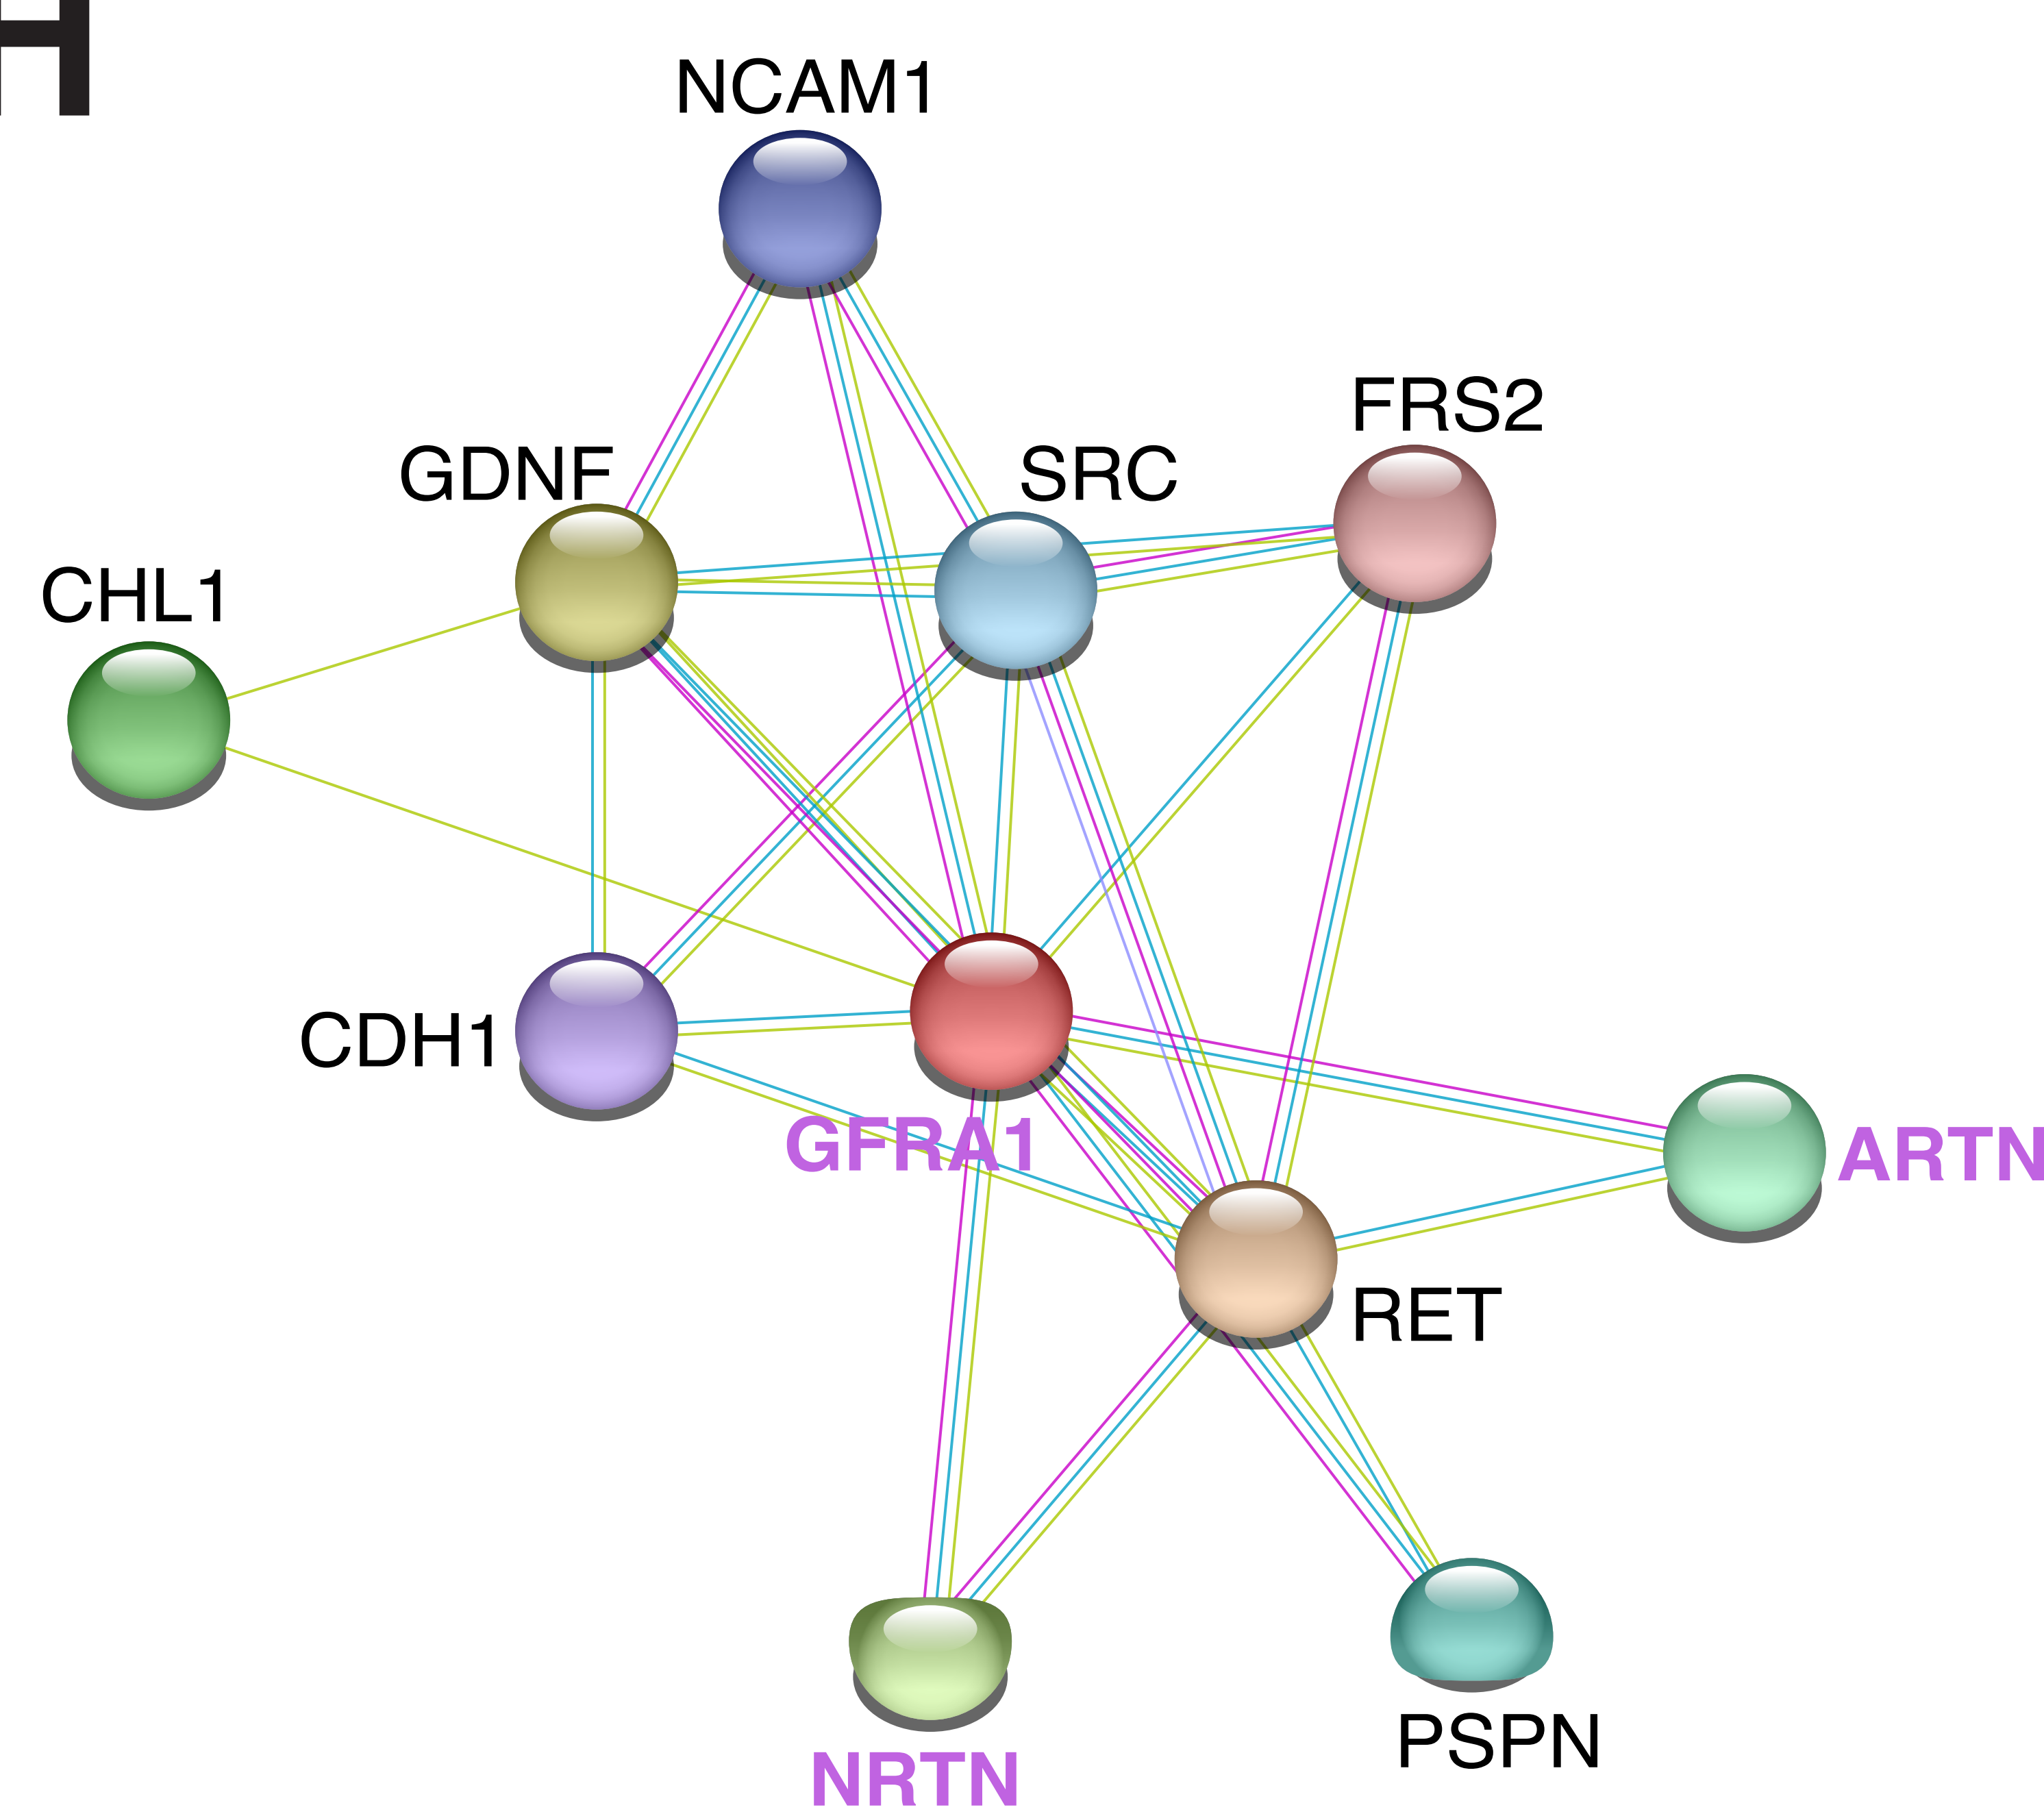 H
NCAM1
FRS2
GDNF
SRC
CHL1
CDH1
GFRA1
ARTN
RET
PSPN
NRTN